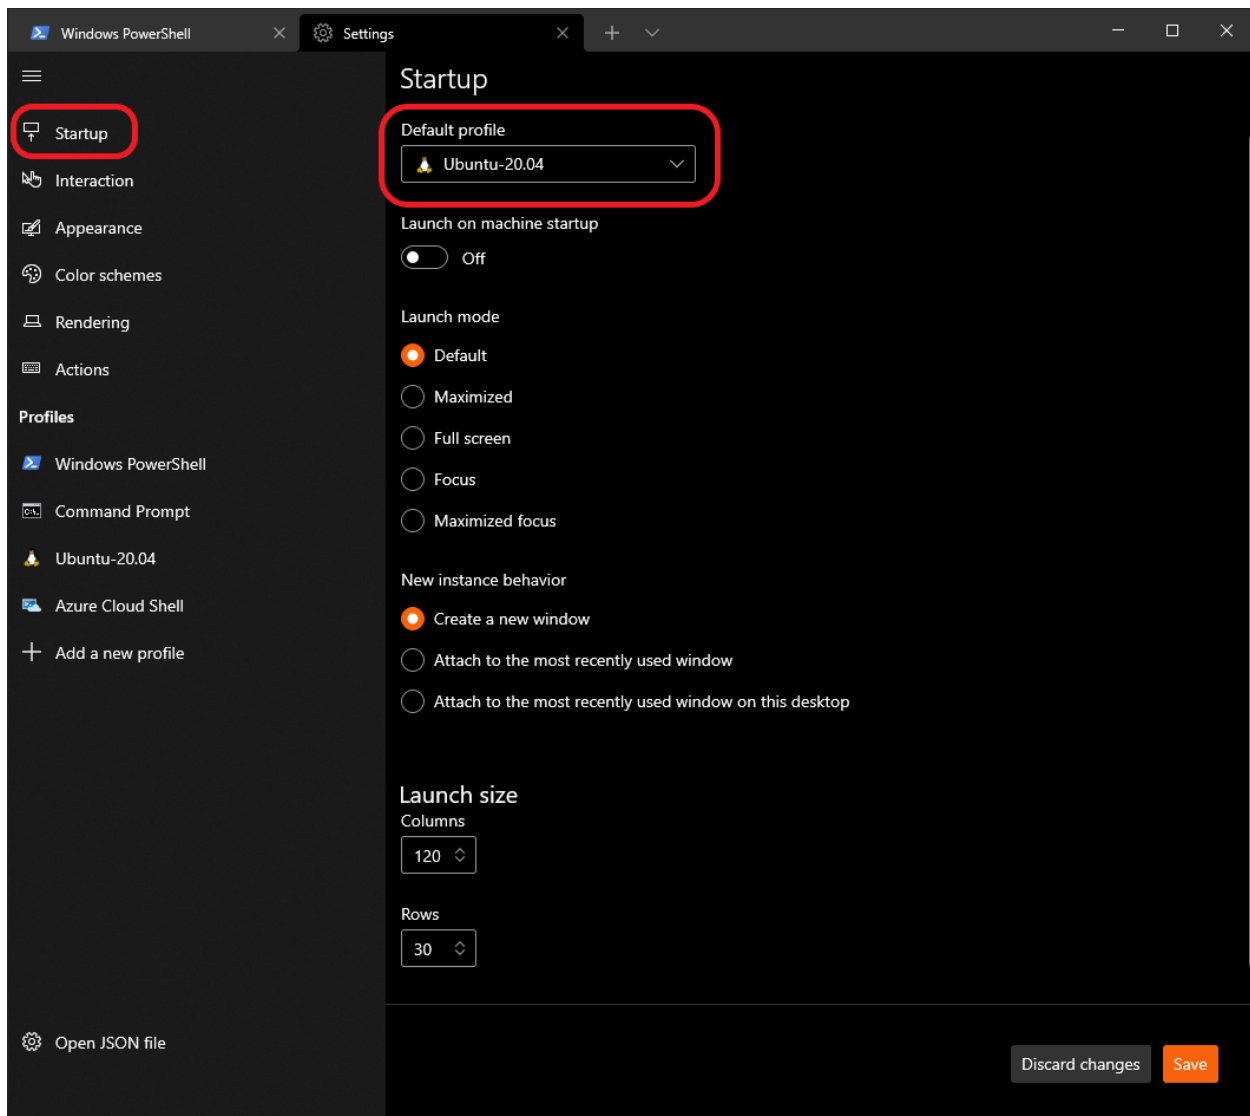 Windows PowerShell
Settings
Startup
Interaction
Appearance
Color schemes
Rendering
Actions
Profiles
Windows PowerShell
Command Prompt
Ubuntu-20.04
Azure Cloud Shell
Add a new profile
Open JSON file
Startup
Default profile
Ubuntu-20.04
Launch on machine startup
Off
Launch mode
Default
Maximized
Full screen
Focus
Maximized focus
New instance behavior
Create a new window
Attach to the most recently used window
Attach to the most recently used window on this desktop
Launch size
Columns
120
Rows
30
Discard changes
Save